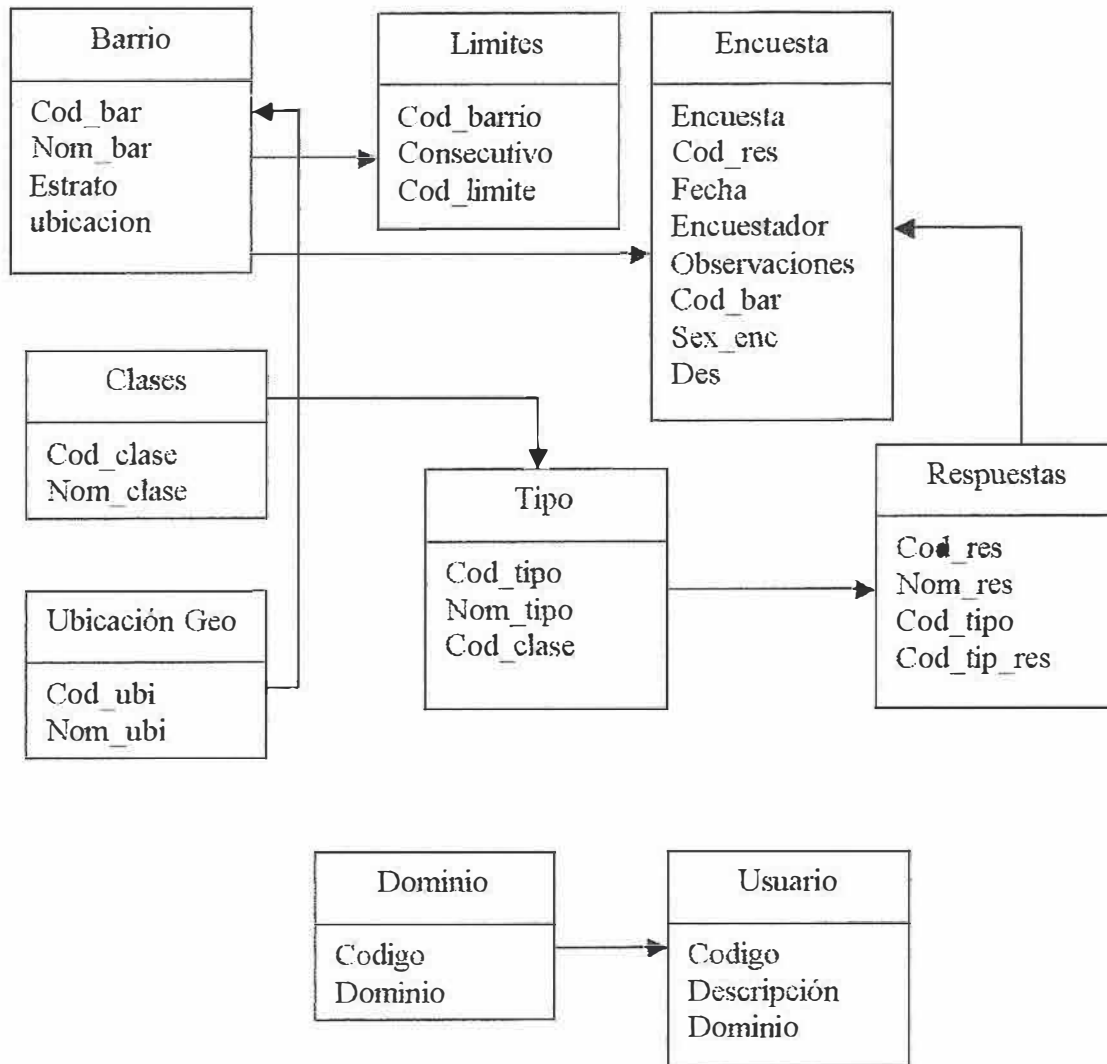 Barrio
Cod_bar
Nom_bar
Estrato
ubicacion
Limites
Cod_barrio
Consecutivo
Cod_limite
Encuesta
Encuesta
Cod_res
Fecha
Encuestador
Observaciones
Cod_bar
Sex_enc
Des
Clases
Cod_clase
Nom_clase
Tipo
Cod_tipo
Nom_tipo
Cod_clase
Respuestas
Cod_res
Nom_res
Cod_tipo
Cod_tip_res
Ubicación Geo
Cod_ubi
Nom_ubi
Dominio
Codigo
Dominio
Usuario
Codigo
Descripción
Dominio